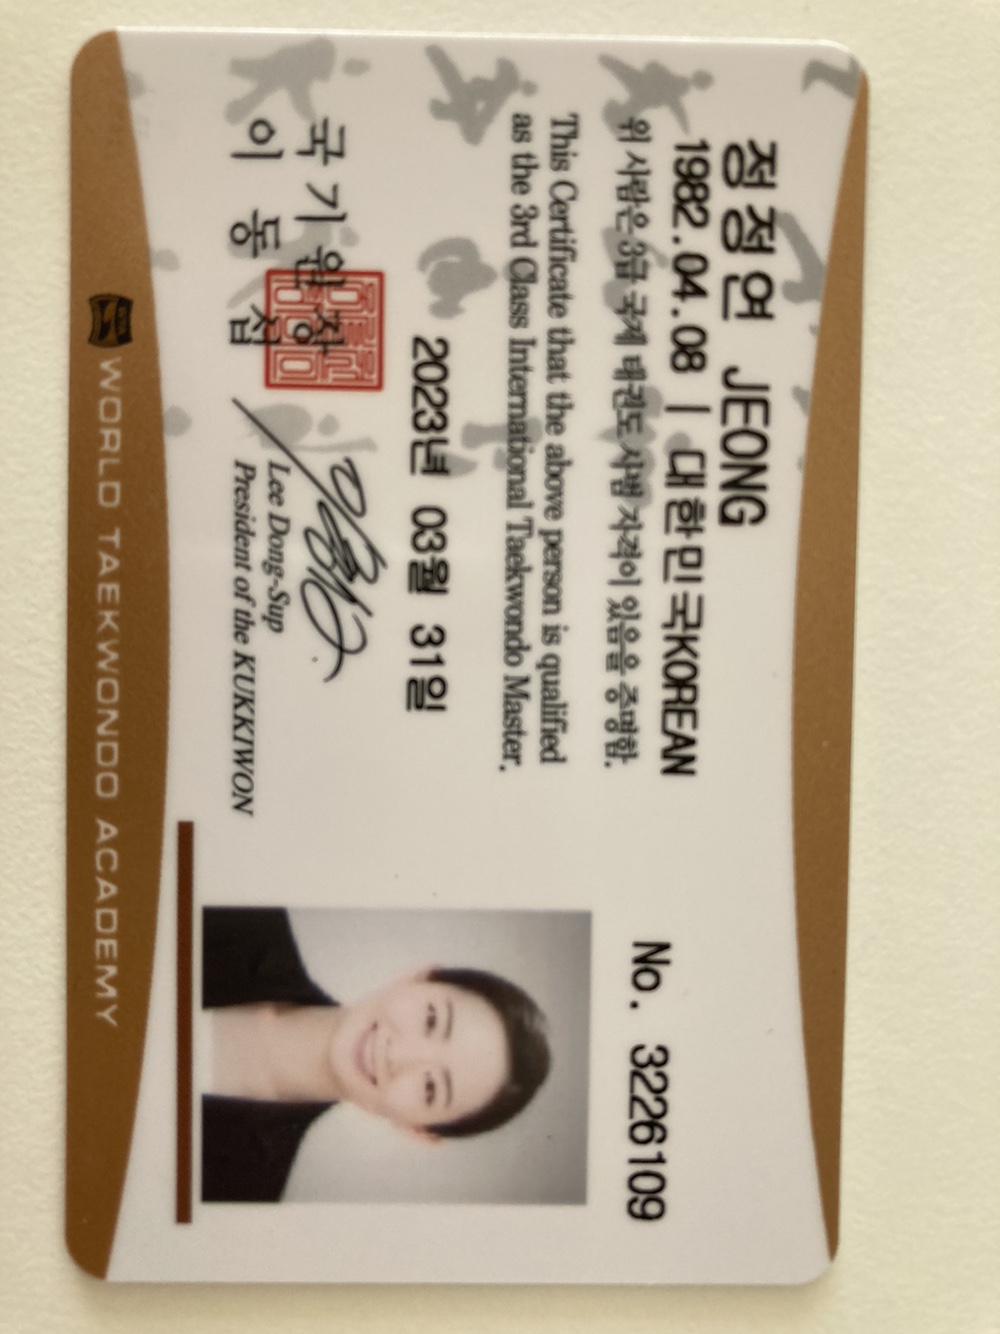 정정연 JEONG
1982.04.08 | 대한민국KOREAN
No. 3226109
위 사람은 3급 국제 태권도 사범 자격이 있음을 증명함.
This Certificate that the above person is qualified
as the 3rd Class International Taekwondo Master.
2023년 03월 31일
국기원장
이동섭
Lee Dong-Sup
President of the KUKKIWON
WORLD TAEKWONDO ACADEMY